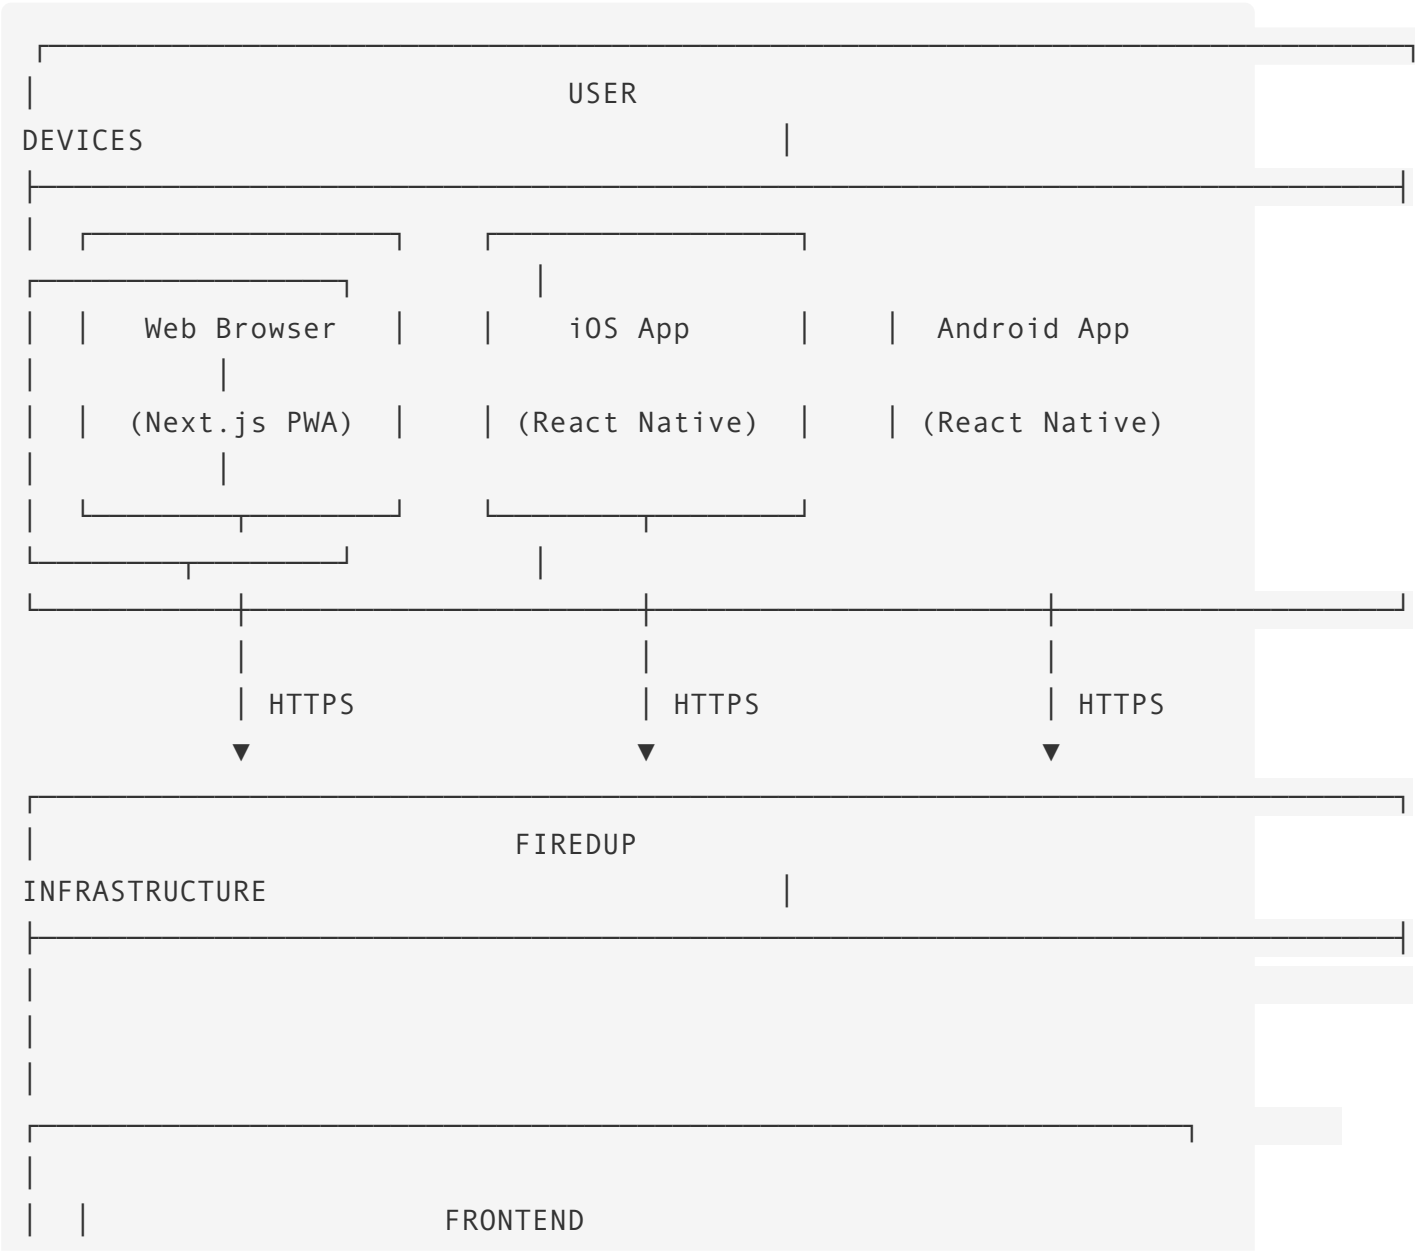 USER
DEVICES
Web Browser iOS App Android App
(Next.js PWA) (React Native) (React Native)
HTTPS HTTPS HTTPS
FIREDUP
INFRASTRUCTURE
FRONTEND